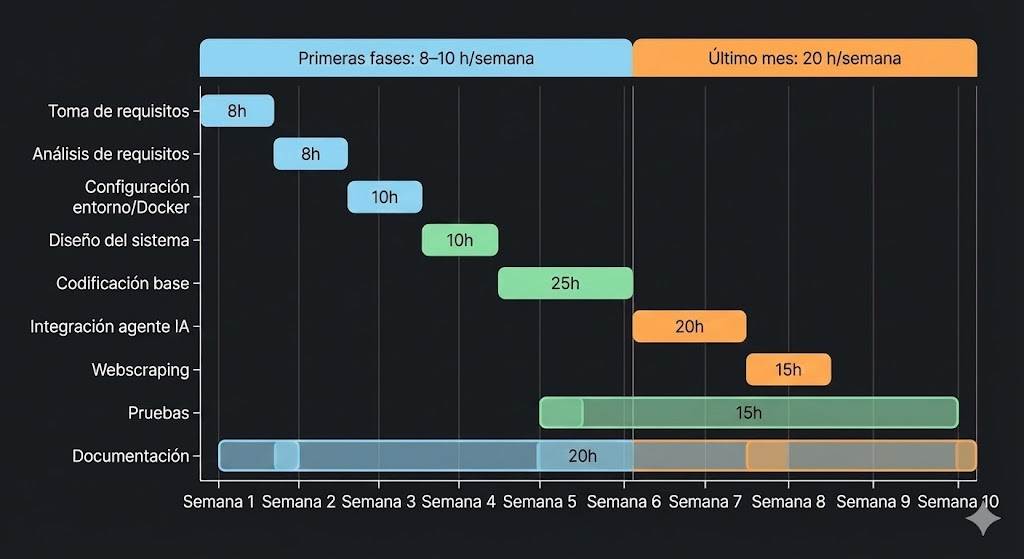 Primeras fases: 8–10 h/semana
Último mes: 20 h/semana
Toma de requisitos
8h
Análisis de requisitos
8h
Configuración
entorno/Docker
10h
Diseño del sistema
10h
Codificación base
25h
Integración agente IA
20h
Webscraping
15h
Pruebas
15h
Documentación
20h
Semana 1 Semana 2 Semana 3 Semana 4 Semana 5 Semana 6 Semana 7 Semana 8 Semana 9 Semana 10